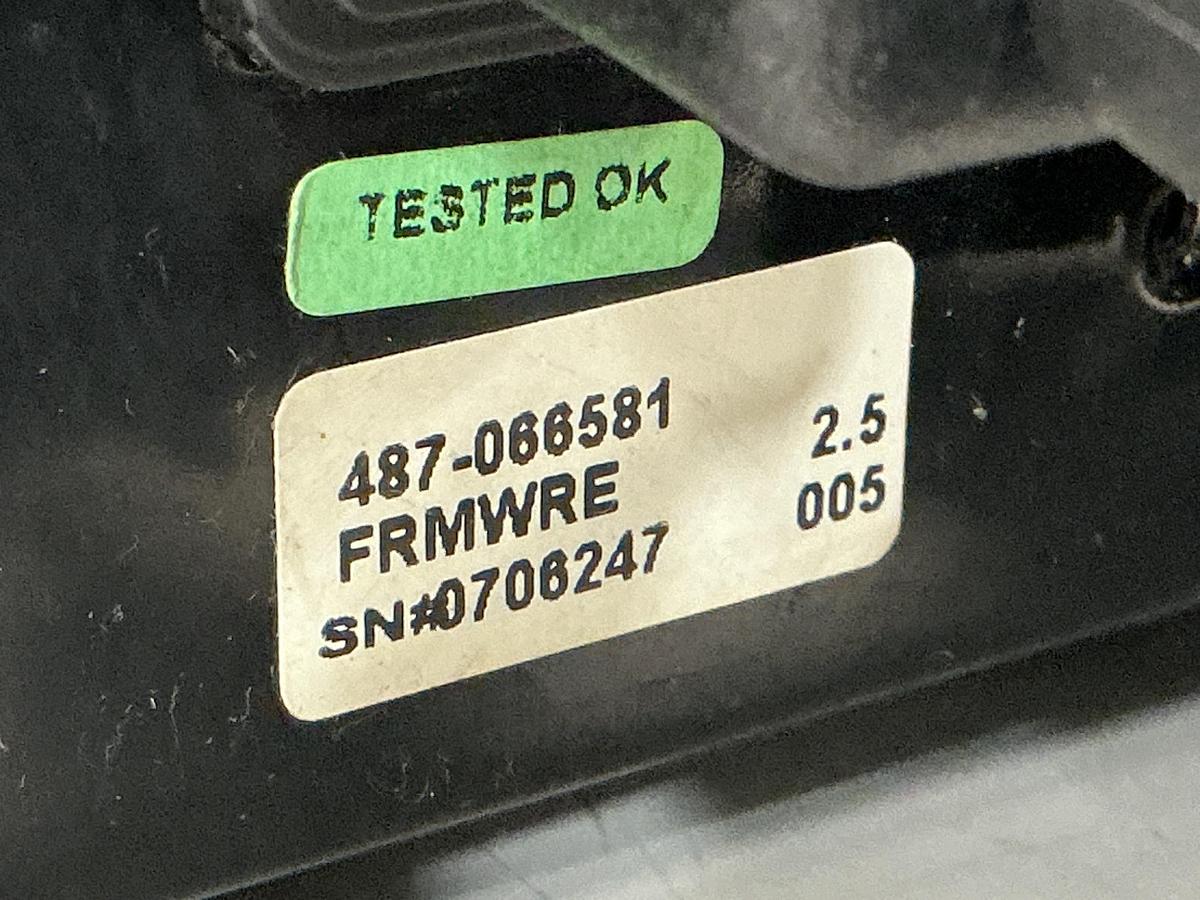 TESTED OK
487-066581
FRMWRE 2.5
SN#0706247 005